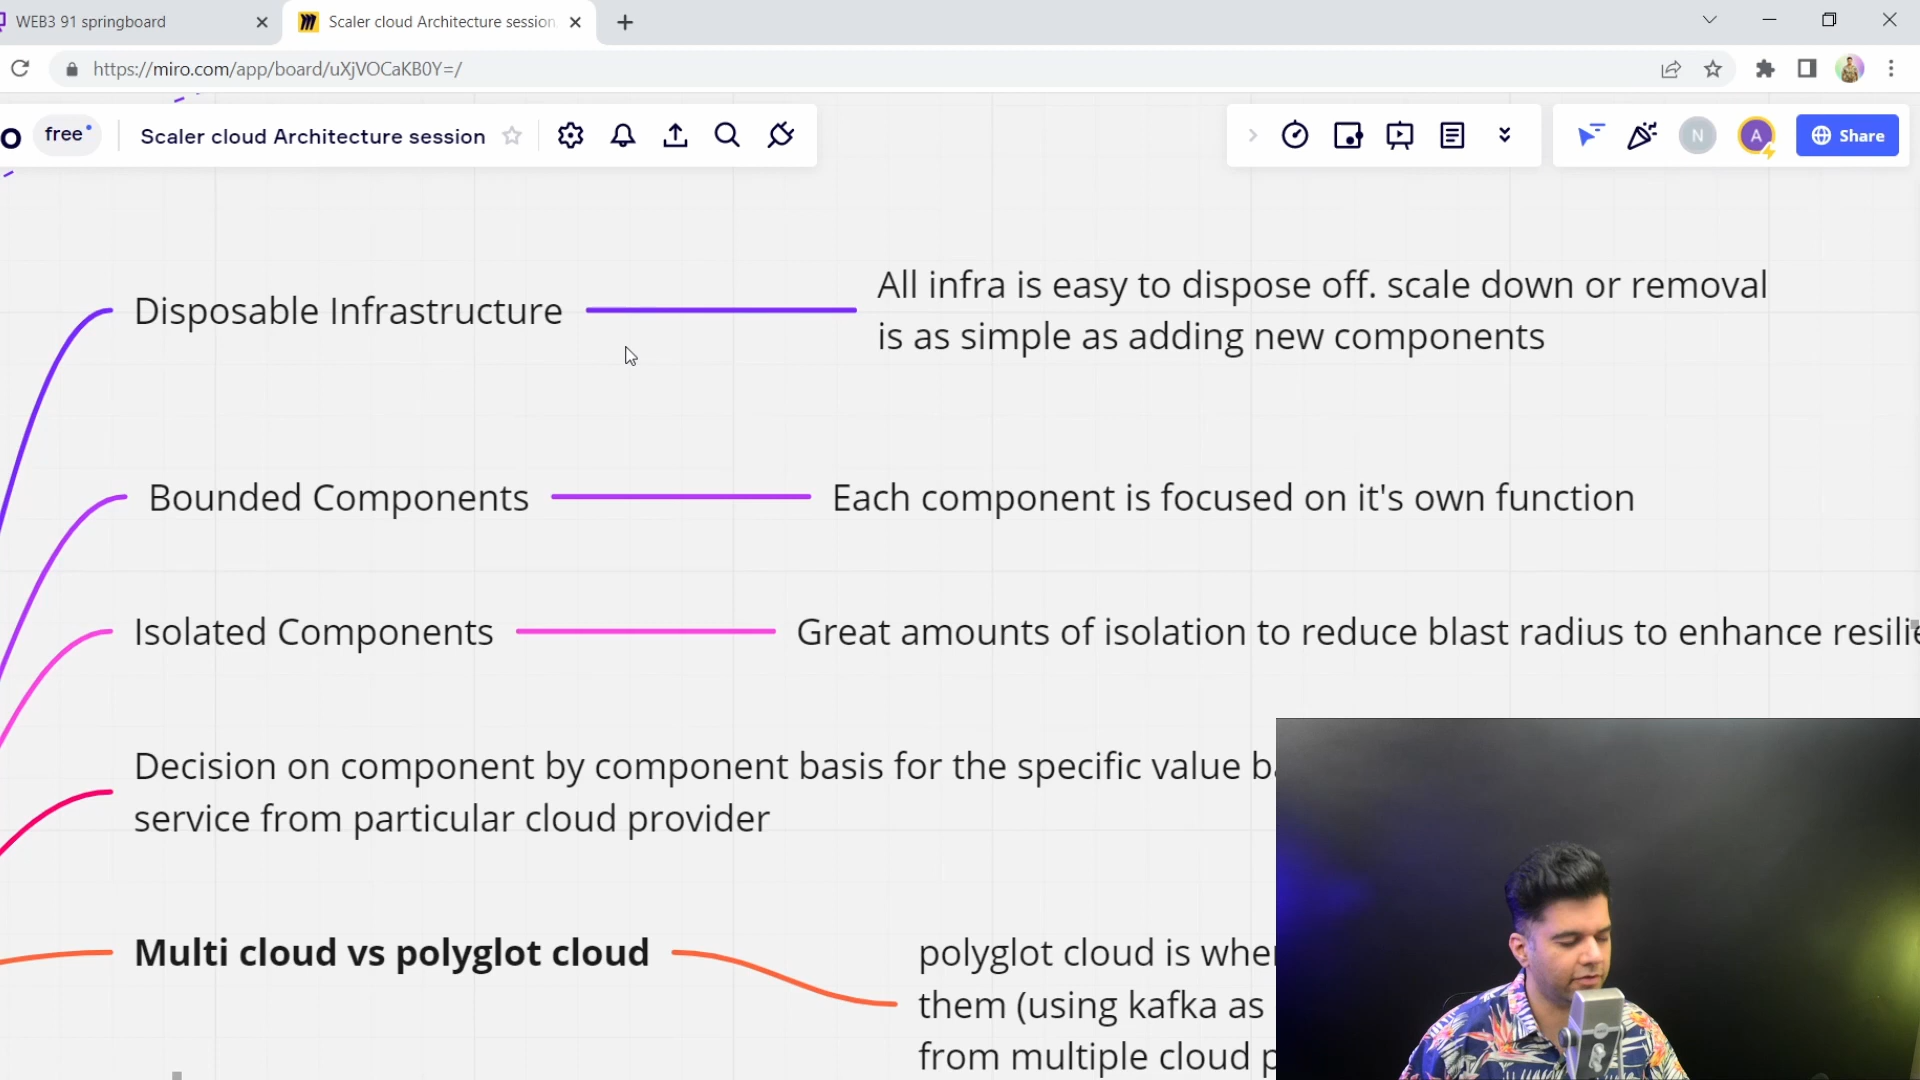 WEB3 91 springboard
Scaler cloud Architecture session
https://miro.com/app/board/uXjVOCaKB0Y=/
o
free
Scaler cloud Architecture session
N
A
Share
Disposable Infrastructure
All infra is easy to dispose off. scale down or removal
is as simple as adding new components
Bounded Components
Each component is focused on it's own function
Isolated Components
Great amounts of isolation to reduce blast radius to enhance
Decision on component by component basis for the specific value
service from particular cloud provider
Multi cloud vs polyglot cloud
polyglot cloud is
them (using kafka as
from multiple cloud